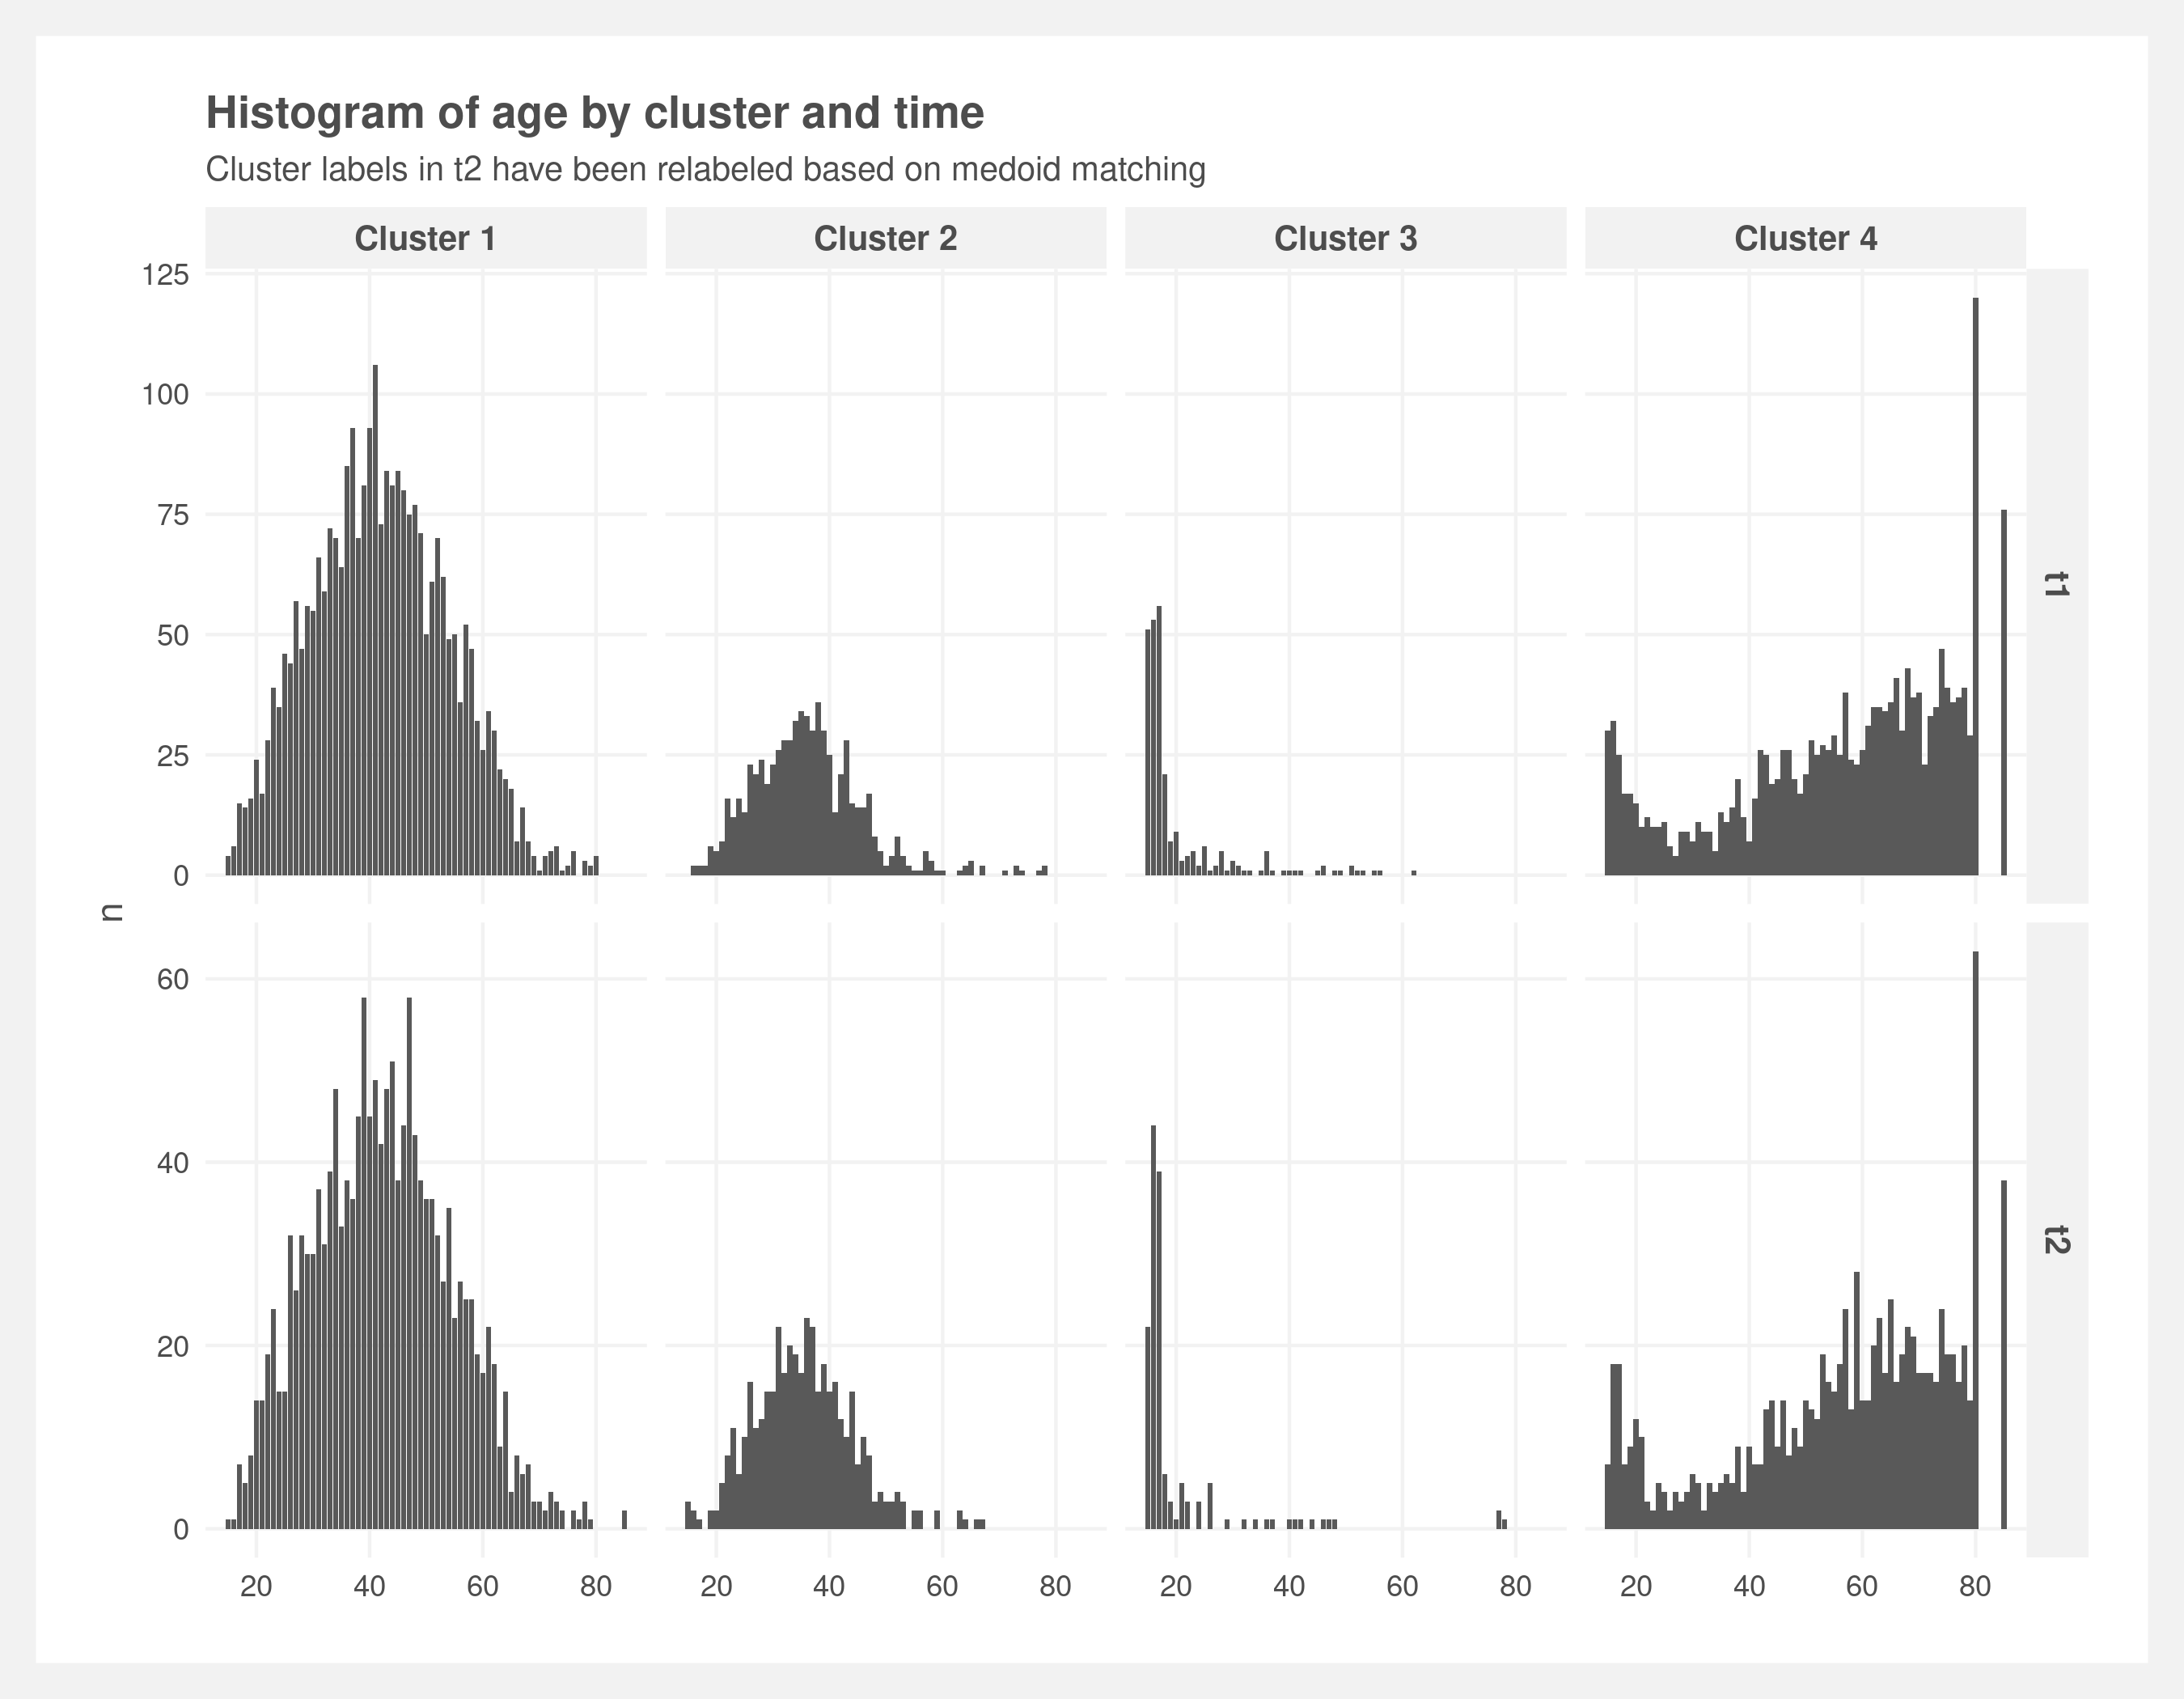 Histogram of age by cluster and time
Cluster labels in t2 have been relabeled based on medoid matching
Cluster 1
Cluster 2
Cluster 3
Cluster 4
125
100
75
50
25
0
t1
n
60
40
20
0
t2
20 40 60 80
20 40 60 80
20 40 60 80
20 40 60 80